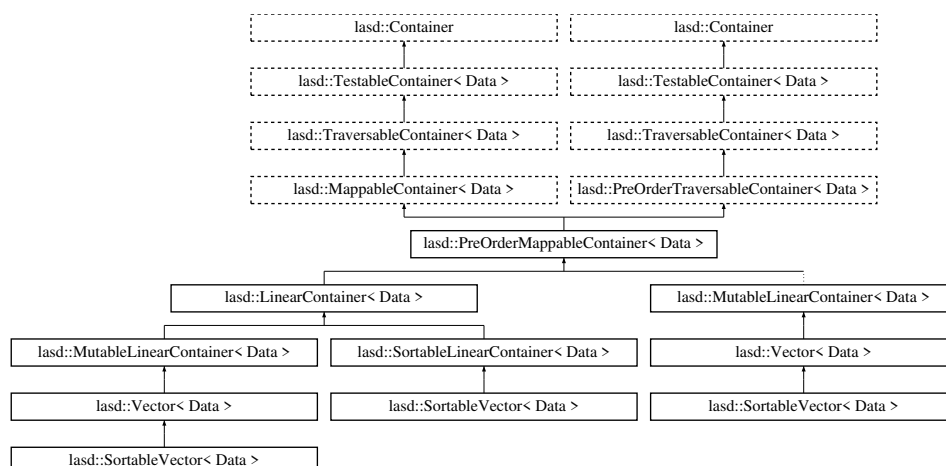 lasd::Container
lasd::Container
lasd::TestableContainer< Data >
lasd::TestableContainer< Data >
lasd::TraversableContainer< Data >
lasd::TraversableContainer< Data >
lasd::MappableContainer< Data >
lasd::PreOrderTraversableContainer< Data >
lasd::PreOrderMappableContainer< Data >
lasd::LinearContainer< Data >
lasd::MutableLinearContainer< Data >
lasd::MutableLinearContainer< Data >
lasd::SortableLinearContainer< Data >
lasd::Vector< Data >
lasd::Vector< Data >
lasd::SortableVector< Data >
lasd::SortableVector< Data >
lasd::SortableVector< Data >